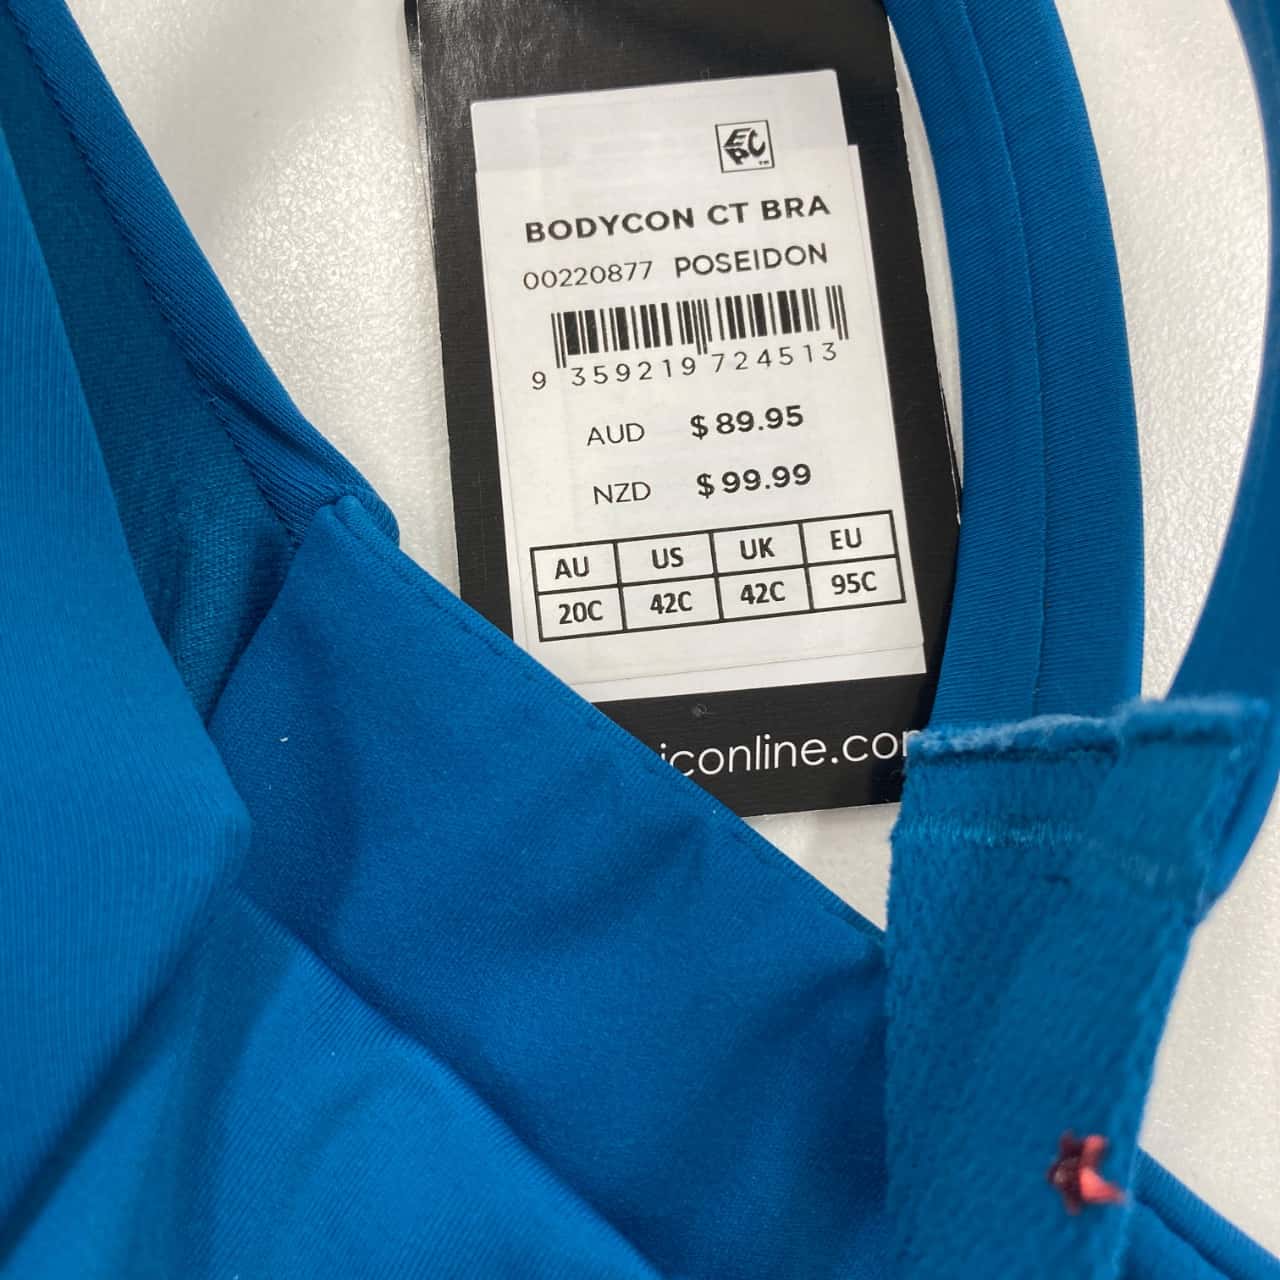 BODYCON CT BRA
00220877 POSEIDON
9 359219 724513
AUD $ 89.95
NZD $ 99.99
AU US UK EU
20C 42C 42C 95C